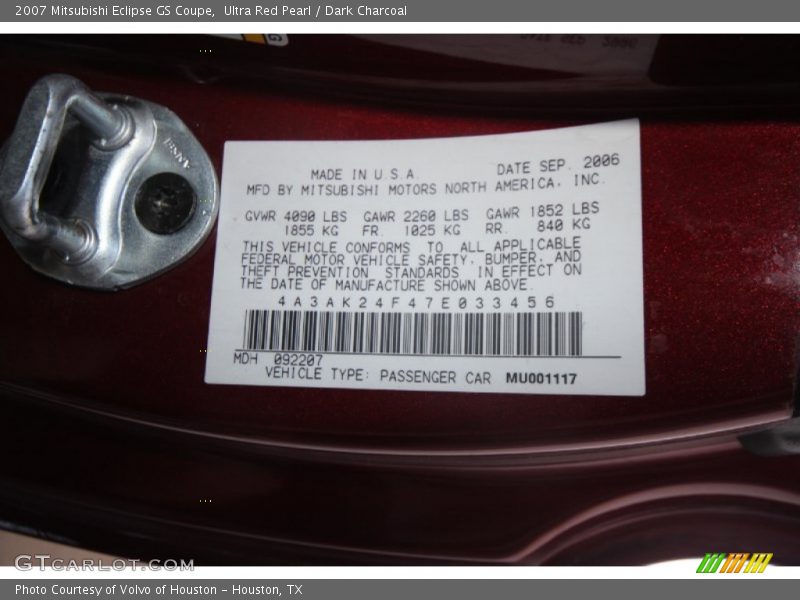 2007 Mitsubishi Eclipse GS Coupe, Ultra Red Pearl / Dark Charcoal
MADE IN U.S.A. DATE SEP. 2006
MFD BY MITSUBISHI MOTORS NORTH AMERICA, INC.
GVWR 4090 LBS GAWR 2260 LBS GAWR 1852 LBS
1855 KG FR. 1025 KG RR. 840 KG
THIS VEHICLE CONFORMS TO ALL APPLICABLE
FEDERAL MOTOR VEHICLE SAFETY, BUMPER, AND
THEFT PREVENTION STANDARDS IN EFFECT ON
THE DATE OF MANUFACTURE SHOWN ABOVE.
4A3AK24F47E033456
MDH 092207
VEHICLE TYPE: PASSENGER CAR MU001117
GTCARLOT.COM
Photo Courtesy of Volvo of Houston - Houston, TX